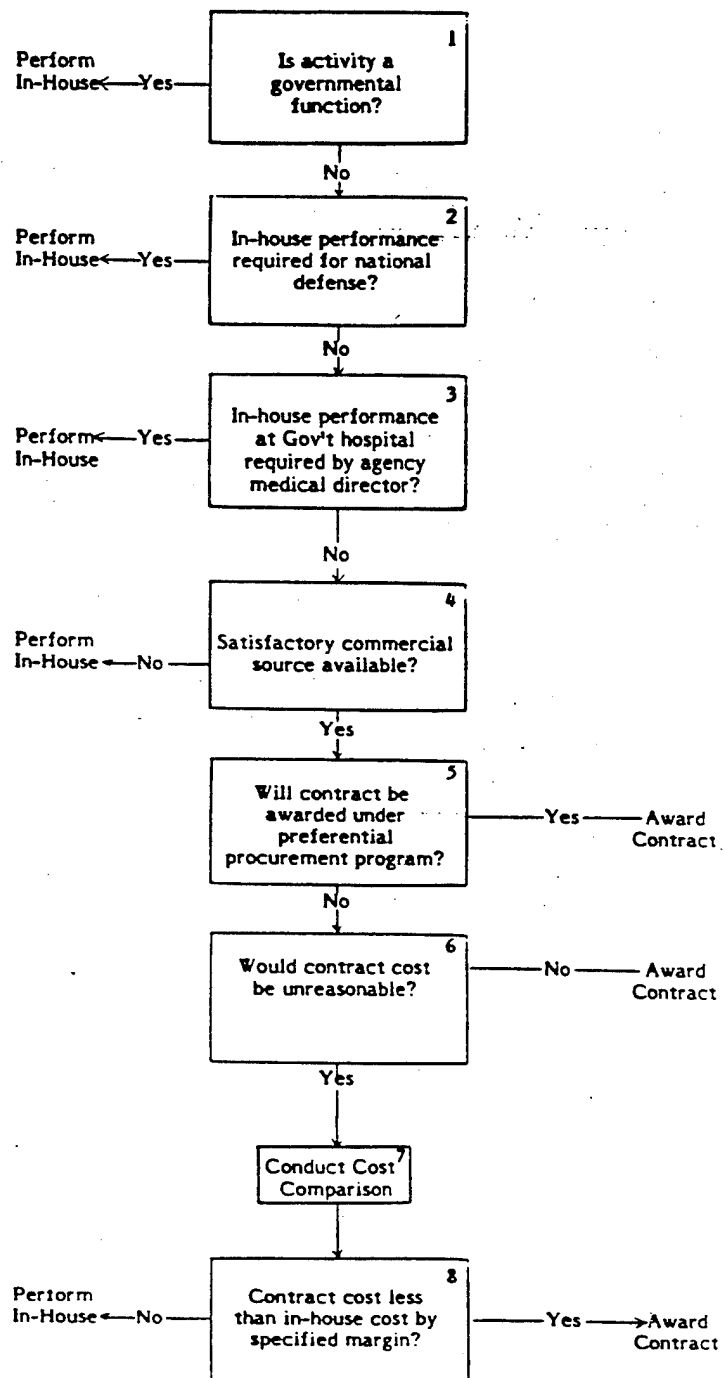 1
Is activity a
governmental
function?
Perform
In-House
Yes
No
2
In-house performance
required for national
defense?
Perform
In-House
Yes
No
3
In-house performance
at Gov't hospital
required by agency
medical director?
Perform
In-House
Yes
No
4
Satisfactory commercial
source available?
Perform
In-House
No
Yes
5
Will contract be
awarded under
preferential
procurement program?
Yes
Award
Contract
No
6
Would contract cost
be unreasonable?
No
Award
Contract
Yes
7
Conduct Cost
Comparison
8
Contract cost less
than in-house cost by
specified margin?
Perform
In-House
No
Yes
Award
Contract